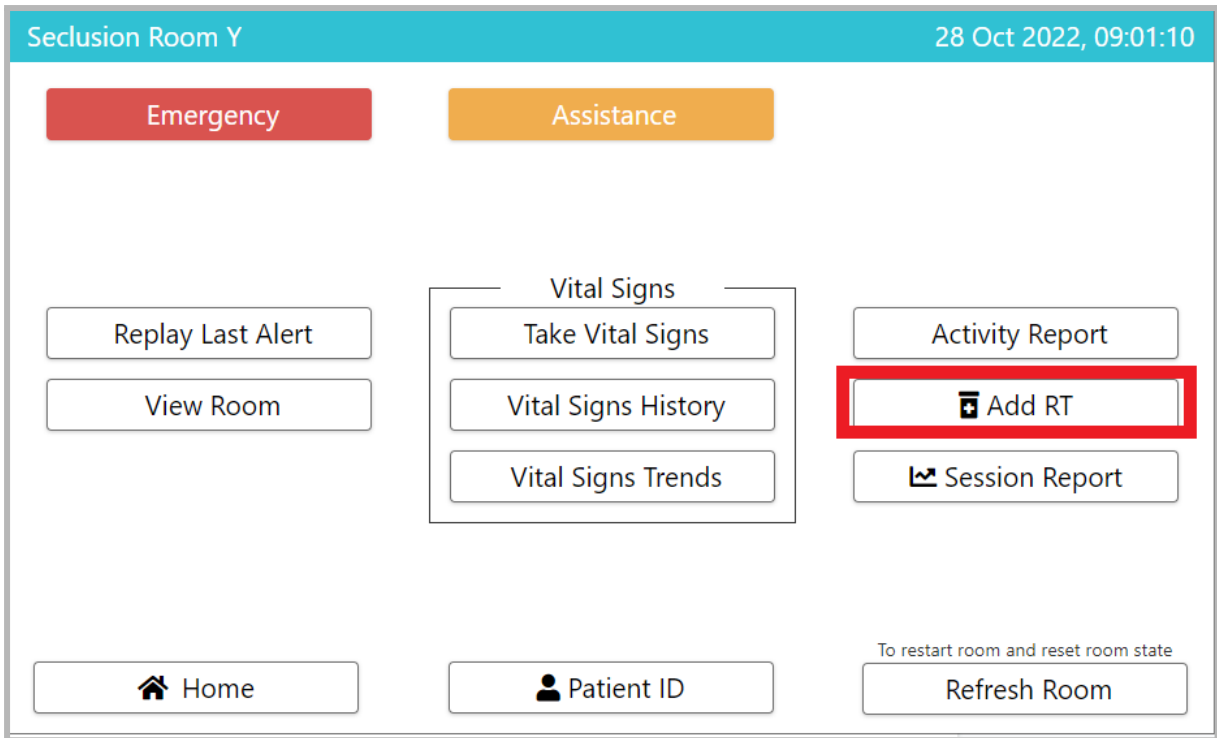 Seclusion Room Y
28 Oct 2022, 09:01:10
Emergency
Assistance
Vital Signs
Replay Last Alert
Take Vital Signs
Activity Report
View Room
Vital Signs History
Add RT
Vital Signs Trends
Session Report
To restart room and reset room state
Home
Patient ID
Refresh Room